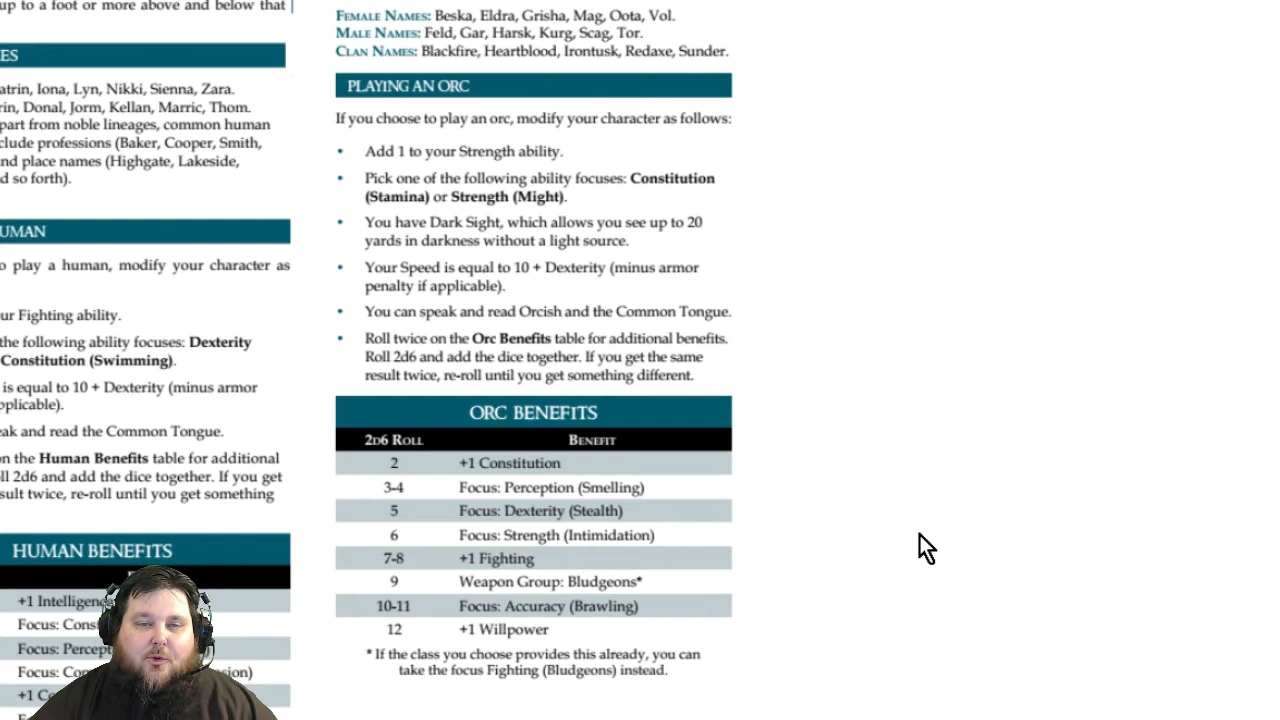 up to a foot or more above and below that
ES
atrin, Iona, Lyn, Nikki, Sienna, Zara.
rin, Donal, Jorm, Kellan, Marric, Thom.
part from noble lineages, common human
clude professions (Baker, Cooper, Smith,
nd place names (Highgate, Lakeside,
d so forth).
UMAN
o play a human, modify your character as
ur Fighting ability.
the following ability focuses: Dexterity
Constitution (Swimming).
is equal to 10 + Dexterity (minus armor
pplicable).
eak and read the Common Tongue.
on the Human Benefits table for additional
ll 2d6 and add the dice together. If you get
sult twice, re-roll until you get something
HUMAN BENEFITS
+1 Intelligenc
Focus: Cons
Focus: Percept
Focus: Co sion)
+1 C
Female Names: Beska, Eldra, Grisha, Mag, Oota, Vol.
Male Names: Feld, Gar, Harsk, Kurg, Scag, Tor.
Clan Names: Blackfire, Heartblood, Irontusk, Redaxe, Sunder.
PLAYING AN ORC
If you choose to play an orc, modify your character as follows:
• Add 1 to your Strength ability.
• Pick one of the following ability focuses: Constitution
(Stamina) or Strength (Might).
• You have Dark Sight, which allows you see up to 20
yards in darkness without a light source.
• Your Speed is equal to 10 + Dexterity (minus armor
penalty if applicable).
• You can speak and read Orcish and the Common Tongue.
• Roll twice on the Orc Benefits table for additional benefits.
Roll 2d6 and add the dice together. If you get the same
result twice, re-roll until you get something different.
ORC BENEFITS
2d6 Roll Benefit
2 +1 Constitution
3-4 Focus: Perception (Smelling)
5 Focus: Dexterity (Stealth)
6 Focus: Strength (Intimidation)
7-8 +1 Fighting
9 Weapon Group: Bludgeons*
10-11 Focus: Accuracy (Brawling)
12 +1 Willpower
* If the class you choose provides this already, you can
take the focus Fighting (Bludgeons) instead.